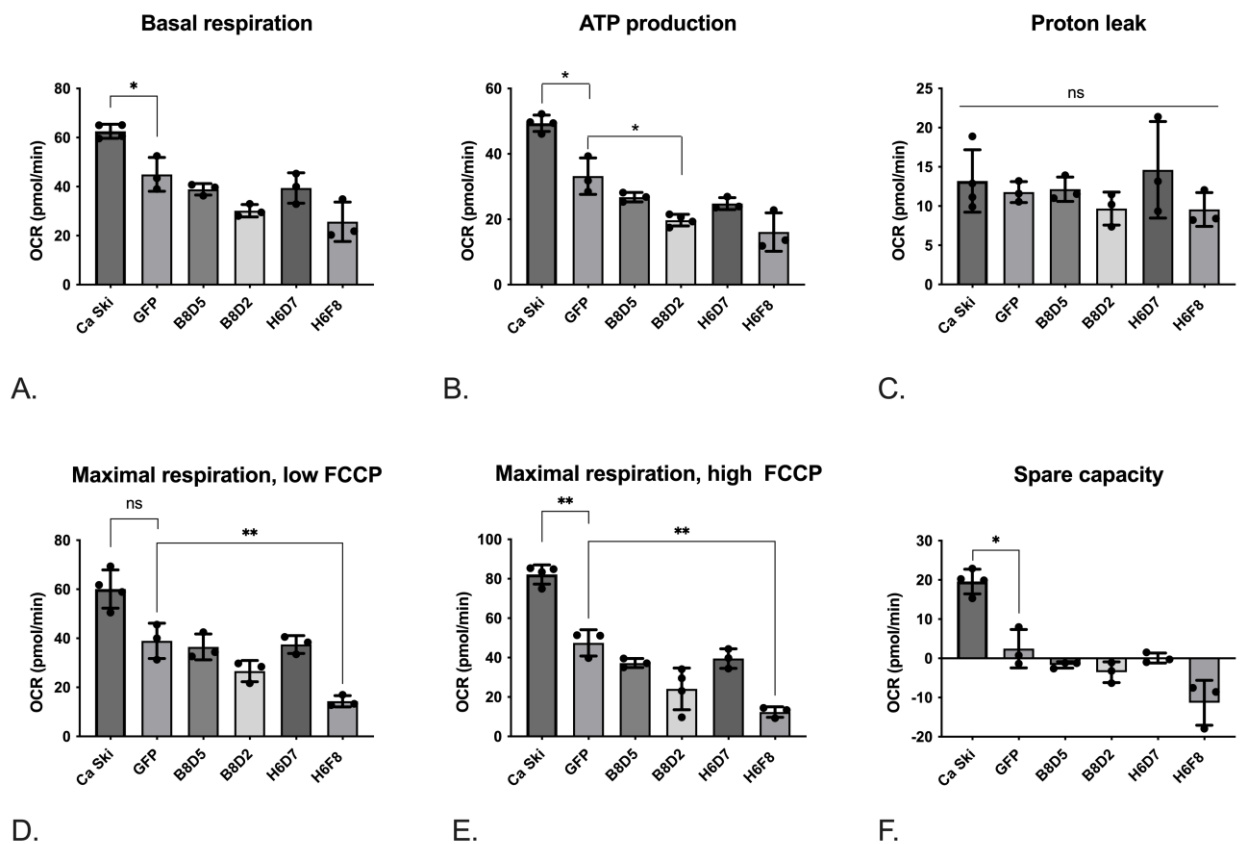 Basal respiration
*
OCR (pmol/min)
80
60
40
20
0
Ca Ski
GFP
B8D5
B8D2
H6D7
H6F8
A.
ATP production
*
*
OCR (pmol/min)
60
40
20
0
Ca Ski
GFP
B8D5
B8D2
H6D7
H6F8
B.
Proton leak
ns
OCR (pmol/min)
25
20
15
10
5
0
Ca Ski
GFP
B8D5
B8D2
H6D7
H6F8
C.
Maximal respiration, low FCCP
ns
**
OCR (pmol/min)
80
60
40
20
0
Ca Ski
GFP
B8D5
B8D2
H6D7
H6F8
D.
Maximal respiration, high FCCP
**
**
OCR (pmol/min)
100
80
60
40
20
0
Ca Ski
GFP
B8D5
B8D2
H6D7
H6F8
E.
Spare capacity
*
OCR (pmol/min)
30
20
10
0
-10
-20
Ca Ski
GFP
B8D5
B8D2
H6D7
H6F8
F.